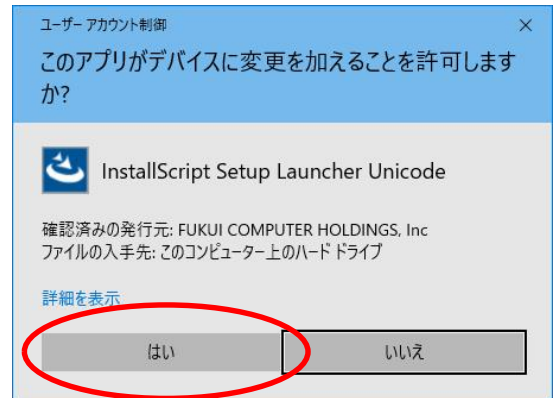 ユーザー アカウント制御
このアプリがデバイスに変更を加えることを許可します
か?
InstallScript Setup Launcher Unicode
確認済みの発行元: FUKUI COMPUTER HOLDINGS, Inc
ファイルの入手先: このコンピューター上のハード ドライブ
詳細を表示
はい いいえ